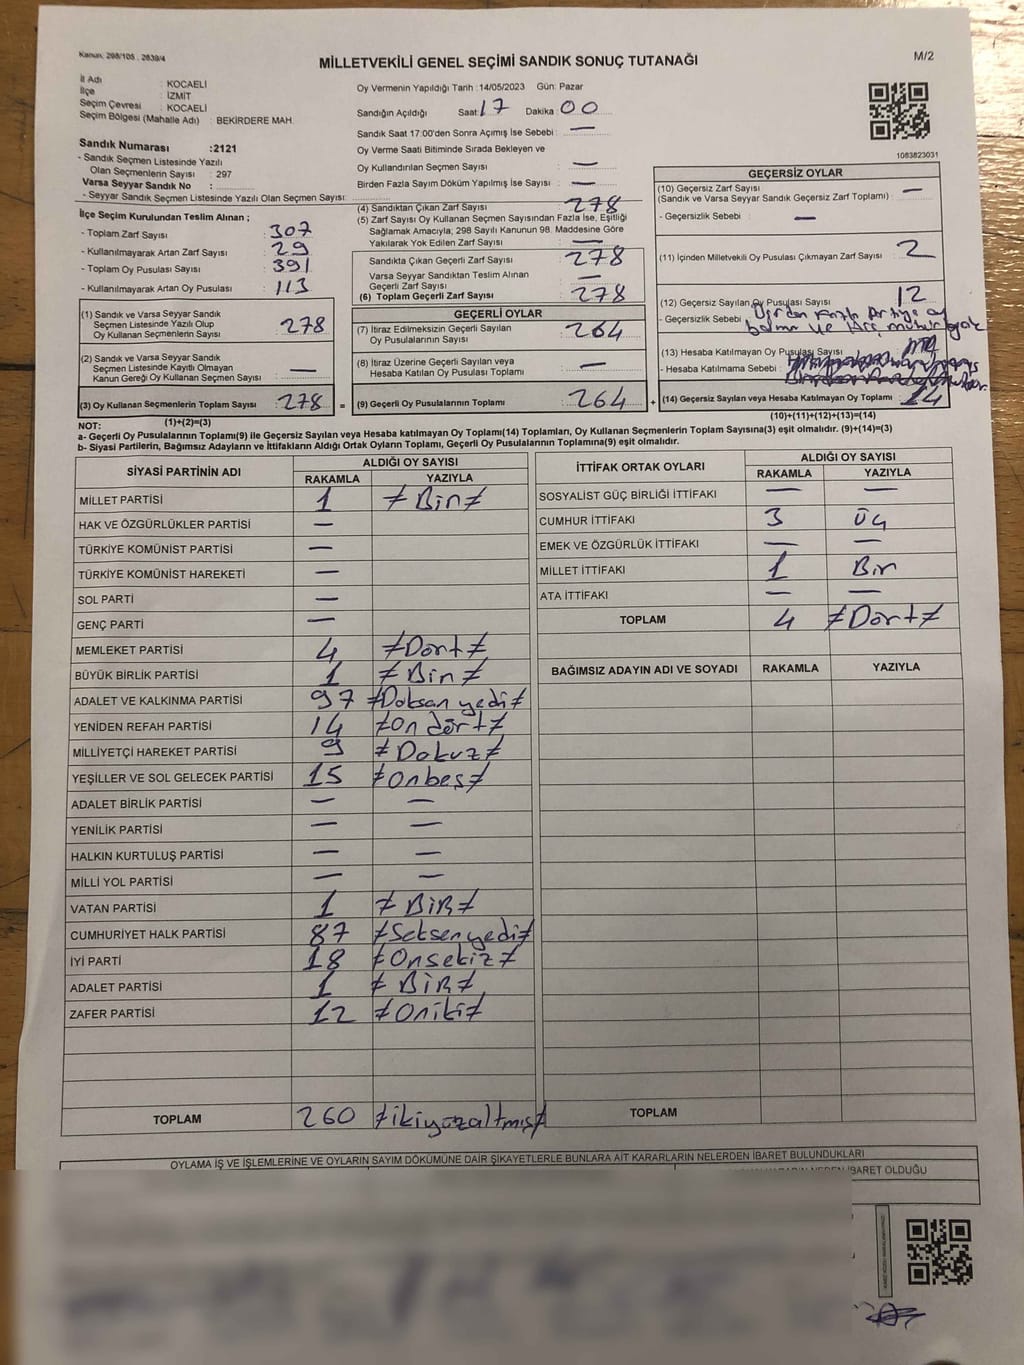 Kanun: 298/105 , 2839/4
M/2
MİLLETVEKİLİ GENEL SEÇİMİ SANDIK SONUÇ TUTANAĞI
İl Adı : KOCAELİ
İlçe : İZMİT
Seçim Çevresi : KOCAELİ
Seçim Bölgesi (Mahalle Adı) : BEKİRDERE MAH.
Sandık Numarası :2121
- Sandık Seçmen Listesinde Yazılı
Olan Seçmenlerin Sayısı : 297
Varsa Seyyar Sandık No :
- Seyyar Sandık Seçmen Listesinde Yazılı Olan Seçmen Sayısı:
Oy Vermenin Yapıldığı Tarih :14/05/2023 Gün: Pazar
Sandığın Açıldığı Saat: 17 Dakika: 00
Sandık Saat 17:00'den Sonra Açımış İse Sebebi : —
Oy Verme Saati Bitiminde Sırada Bekleyen ve
Oy Kullandırılan Seçmen Sayısı : —
Birden Fazla Sayım Döküm Yapılmış İse Sayısı : —
1083823031
İlçe Seçim Kurulundan Teslim Alınan ;
- Toplam Zarf Sayısı : 307
- Kullanılmayarak Artan Zarf Sayısı : 29
- Toplam Oy Pusulası Sayısı : 391
- Kullanılmayarak Artan Oy Pusulası : 113
(1) Sandık ve Varsa Seyyar Sandık
Seçmen Listesinde Yazılı Olup
Oy Kullanan Seçmenlerin Sayısı : 278
(2) Sandık ve Varsa Seyyar Sandık
Seçmen Listesinde Kayıtlı Olmayan
Kanun Gereği Oy Kullanan Seçmen Sayısı : —
(3) Oy Kullanan Seçmenlerin Toplam Sayısı : 278
(1)+(2)=(3)
(4) Sandıktan Çıkan Zarf Sayısı : 278
(5) Zarf Sayısı Oy Kullanan Seçmen Sayısından Fazla İse, Eşitliği
Sağlamak Amacıyla; 298 Sayılı Kanunun 98. Maddesine Göre
Yakılarak Yok Edilen Zarf Sayısı : —
Sandıkta Çıkan Geçerli Zarf Sayısı : 278
Varsa Seyyar Sandıktan Teslim Alınan
Geçerli Zarf Sayısı : —
(6) Toplam Geçerli Zarf Sayısı : 278
GEÇERLİ OYLAR
(7) İtiraz Edilmeksizin Geçerli Sayılan
Oy Pusulalarının Sayısı : 264
(8) İtiraz Üzerine Geçerli Sayılan veya
Hesaba Katılan Oy Pusulası Toplamı : —
= (9) Geçerli Oy Pusulalarının Toplamı : 264 +
GEÇERSİZ OYLAR
(10) Geçersiz Zarf Sayısı : —
(Sandık ve Varsa Seyyar Sandık Geçersiz Zarf Toplamı)
- Geçersizlik Sebebi : —
(11) İçinden Milletvekili Oy Pusulası Çıkmayan Zarf Sayısı : 2
(12) Geçersiz Sayılan Oy Pusulası Sayısı : 12
- Geçersizlik Sebebi
(13) Hesaba Katılmayan Oy Pusulası Sayısı :
- Hesaba Katılmama Sebebi :
(14) Geçersiz Sayılan veya Hesaba Katılmayan Oy Toplamı : 14
(10)+(11)+(12)+(13)=(14)
NOT:
a- Geçerli Oy Pusulasının Toplamı(9) ile Geçersiz Sayılan veya Hesaba katılmayan Oy Toplamı(14) Toplamları, Oy Kullanan Seçmenlerin Toplam Sayısına(3) eşit olmalıdır. (9)+(14)=(3)
b- Siyasi Partilerin, Bağımsız Adayların ve İttifakların Aldığı Ortak Oyların Toplamı, Geçerli Oy Pusulasının Toplamına(9) eşit olmalıdır.
SİYASİ PARTİNİN ADI ALDIĞI OY SAYISI
RAKAMLA YAZIYLA
MİLLET PARTİSİ 1 ≠Bir≠
HAK VE ÖZGÜRLÜKLER PARTİSİ —
TÜRKİYE KOMÜNİST PARTİSİ —
TÜRKİYE KOMÜNİST HAREKETİ —
SOL PARTİ —
GENÇ PARTİ —
MEMLEKET PARTİSİ 4 ≠Dört≠
BÜYÜK BİRLİK PARTİSİ 1 ≠Bir≠
ADALET VE KALKINMA PARTİSİ 97 ≠Doksan yedi≠
YENİDEN REFAH PARTİSİ 14 ≠On dört≠
MİLLİYETÇİ HAREKET PARTİSİ 9 ≠Dokuz≠
YEŞİLLER VE SOL GELECEK PARTİSİ 15 ≠Onbeş≠
ADALET BİRLİK PARTİSİ — —
YENİLİK PARTİSİ — —
HALKIN KURTULUŞ PARTİSİ — —
MİLLİ YOL PARTİSİ — —
VATAN PARTİSİ 1 ≠BİR≠
CUMHURİYET HALK PARTİSİ 87 ≠Seksenyedi≠
İYİ PARTİ 18 ≠Onsekiz≠
ADALET PARTİSİ 1 ≠BİR≠
ZAFER PARTİSİ 12 ≠Oniki≠
TOPLAM 260 ≠ikiyüzaltmış≠
İTTİFAK ORTAK OYLARI ALDIĞI OY SAYISI
RAKAMLA YAZIYLA
SOSYALİST GÜÇ BİRLİĞİ İTTİFAKI — —
CUMHUR İTTİFAKI 3 Üç
EMEK VE ÖZGÜRLÜK İTTİFAKI — —
MİLLET İTTİFAKI 1 Bir
ATA İTTİFAKI — —
TOPLAM 4 ≠Dört≠
BAĞIMSIZ ADAYIN ADI VE SOYADI RAKAMLA YAZIYLA
TOPLAM
OYLAMA İŞ VE İŞLEMLERİNE VE OYLARIN SAYIM DÖKÜMÜNE DAİR ŞİKAYETLERLE BUNLARA AİT KARARLARIN NELERDEN İBARET BULUNDUKLARI
NEDEN İBARET OLDUĞU